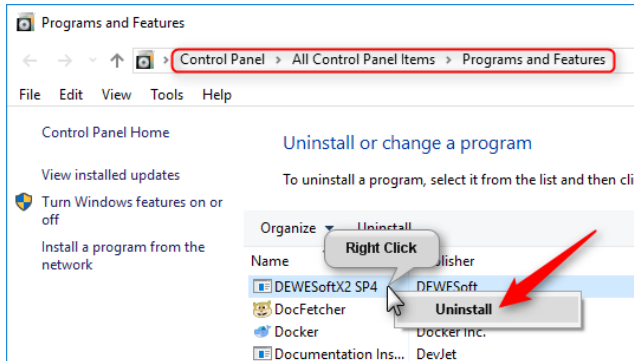 Programs and Features
Control Panel > All Control Panel Items > Programs and Features
File Edit View Tools Help
Control Panel Home
Uninstall or change a program
View installed updates
To uninstall a program, select it from the list and then cli
Turn Windows features on or
off
Organize Uninstall
Install a program from the
network
Right Click
Name lisher
DEWESoftX2 SP4 DEWESoft
Uninstall
DocFetcher
Docker Docker Inc.
Documentation Ins... DevJet